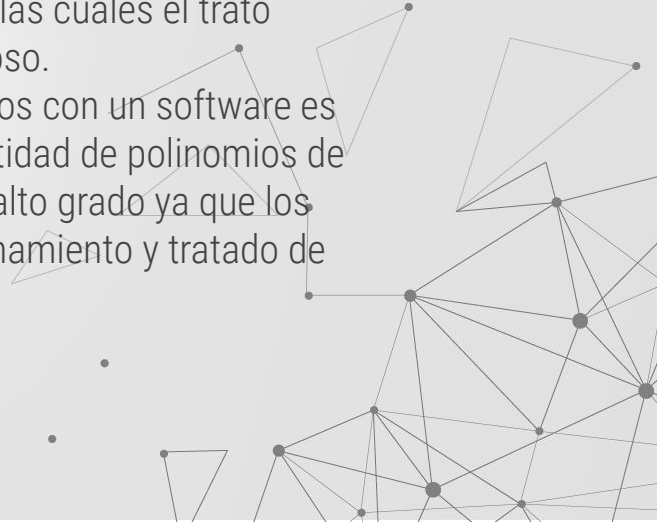 las cuales el trato
oso.
os con un software es
tidad de polinomios de
alto grado ya que los
namiento y tratado de